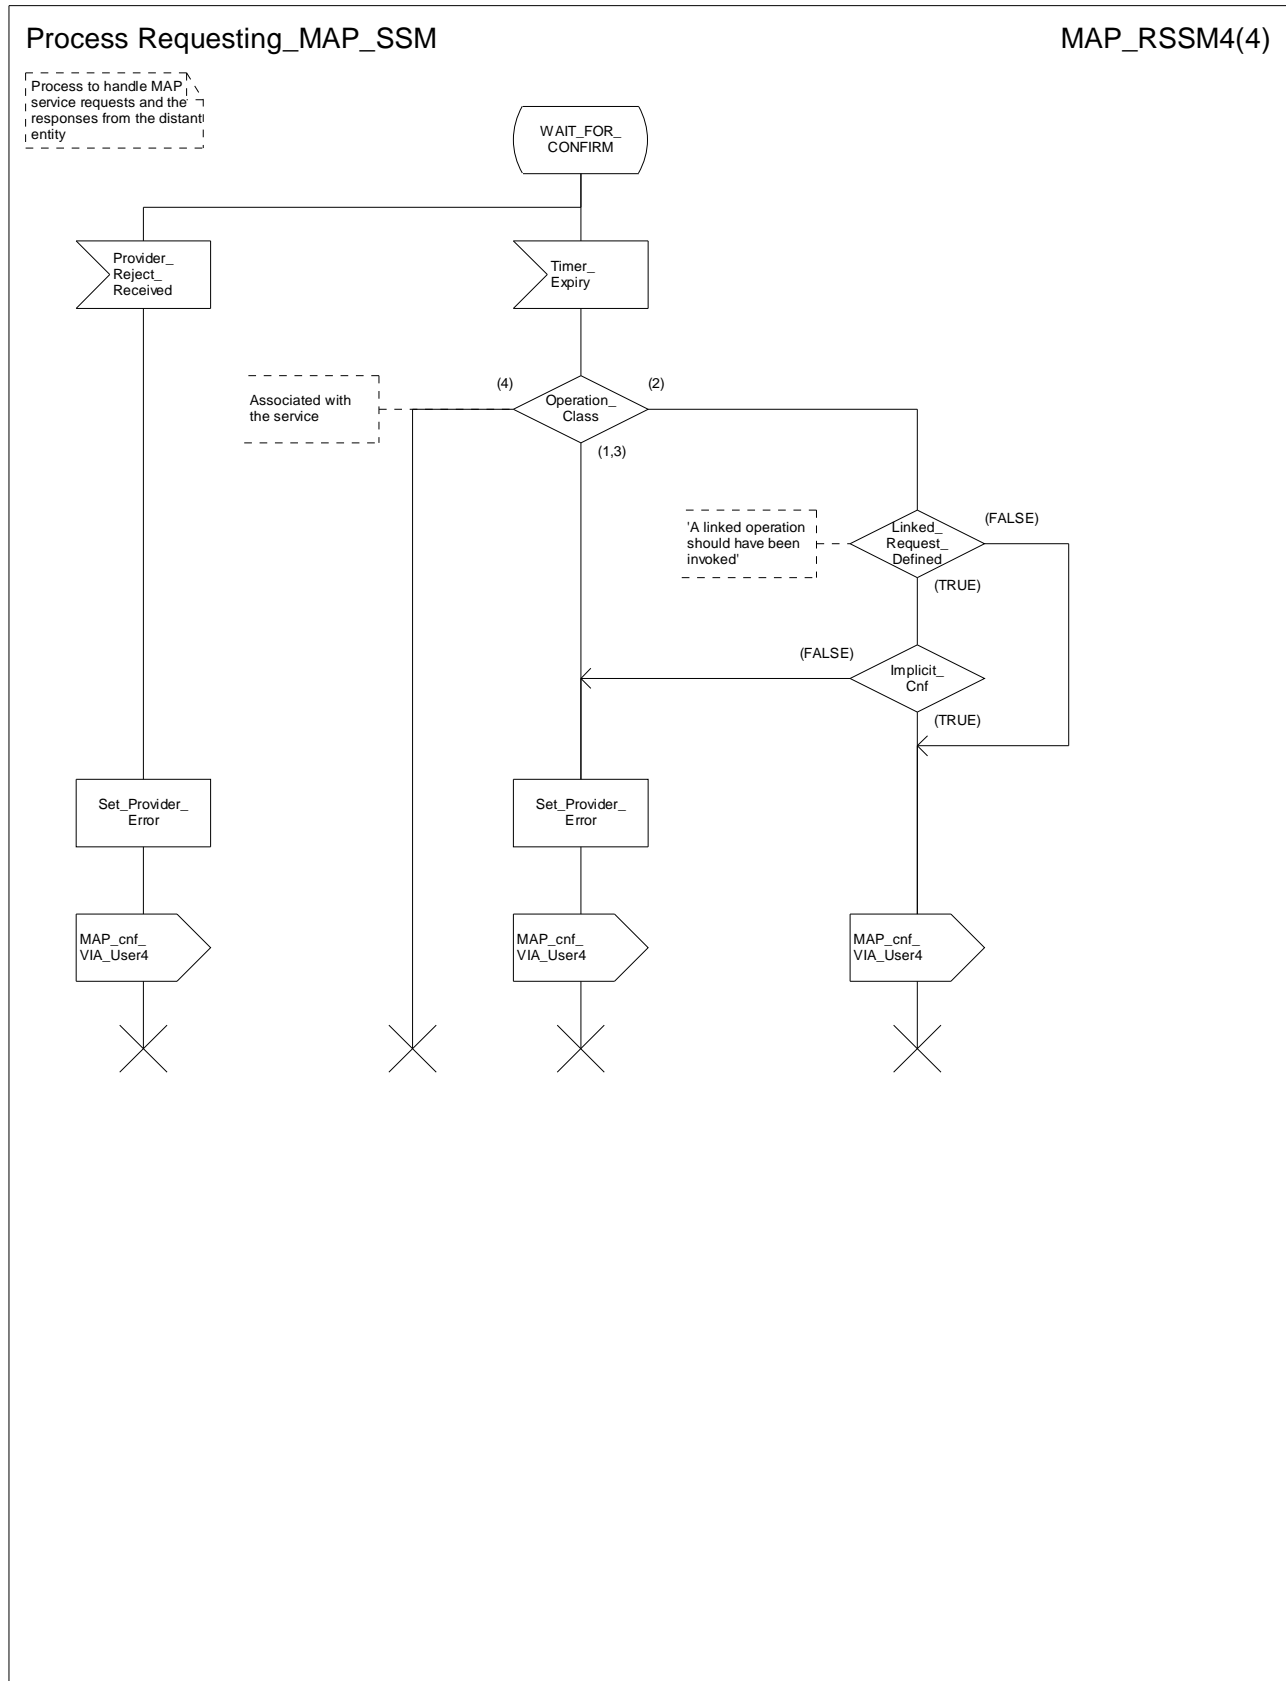 Process Requesting_MAP_SSM
MAP_RSSM4(4)
Process to handle MAP
service requests and the
responses from the distant
entity
WAIT_FOR_
CONFIRM
Provider_
Reject_
Received
Timer_
Expiry
Associated with
the service
(4)
Operation_
Class
(2)
(1,3)
'A linked operation
should have been
invoked'
Linked_
Request_
Defined
(FALSE)
(TRUE)
(FALSE)
Implicit_
Cnf
(TRUE)
Set_Provider_
Error
Set_Provider_
Error
MAP_cnf_
VIA_User4
MAP_cnf_
VIA_User4
MAP_cnf_
VIA_User4